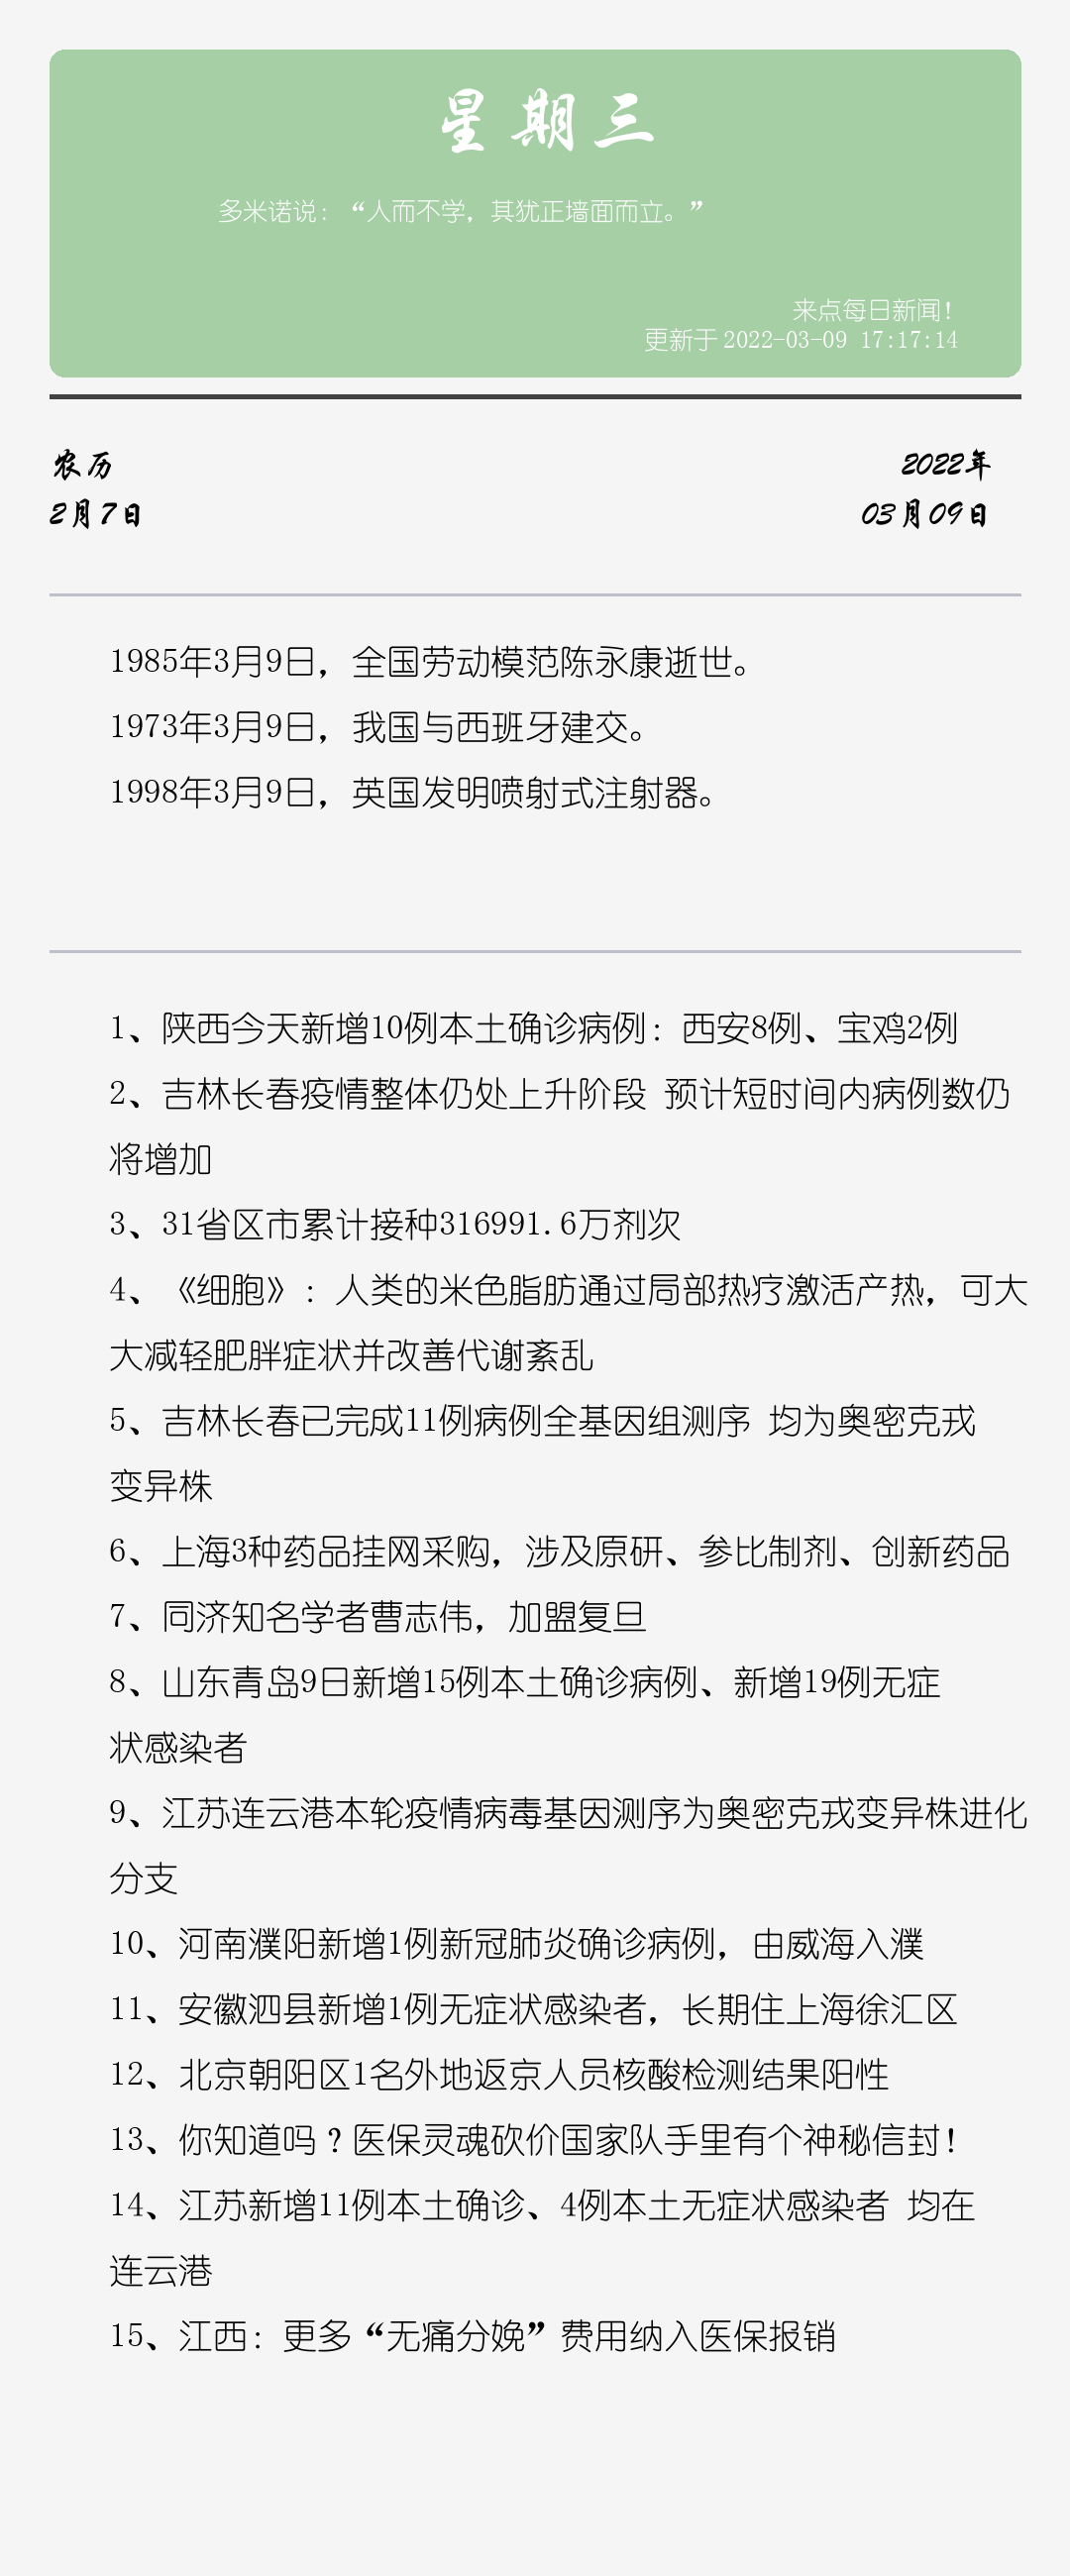 星期三
多米诺说：“人而不学，其犹正墙面而立。”
来点每日新闻！
更新于 2022-03-09 17:17:14
农历
2022年
2月7日
03月09日
1985年3月9日，全国劳动模范陈永康逝世。
1973年3月9日，我国与西班牙建交。
1998年3月9日，英国发明喷射式注射器。
1、陕西今天新增10例本土确诊病例：西安8例、宝鸡2例
2、吉林长春疫情整体仍处上升阶段 预计短时间内病例数仍
将增加
3、31省区市累计接种316991.6万剂次
4、《细胞》：人类的米色脂肪通过局部热疗激活产热，可大
大减轻肥胖症状并改善代谢紊乱
5、吉林长春已完成11例病例全基因组测序 均为奥密克戎
变异株
6、上海3种药品挂网采购，涉及原研、参比制剂、创新药品
7、同济知名学者曹志伟，加盟复旦
8、山东青岛9日新增15例本土确诊病例、新增19例无症
状感染者
9、江苏连云港本轮疫情病毒基因测序为奥密克戎变异株进化
分支
10、河南濮阳新增1例新冠肺炎确诊病例，由威海入濮
11、安徽泗县新增1例无症状感染者，长期住上海徐汇区
12、北京朝阳区1名外地返京人员核酸检测结果阳性
13、你知道吗？医保灵魂砍价国家队手里有个神秘信封！
14、江苏新增11例本土确诊、4例本土无症状感染者 均在
连云港
15、江西：更多“无痛分娩”费用纳入医保报销